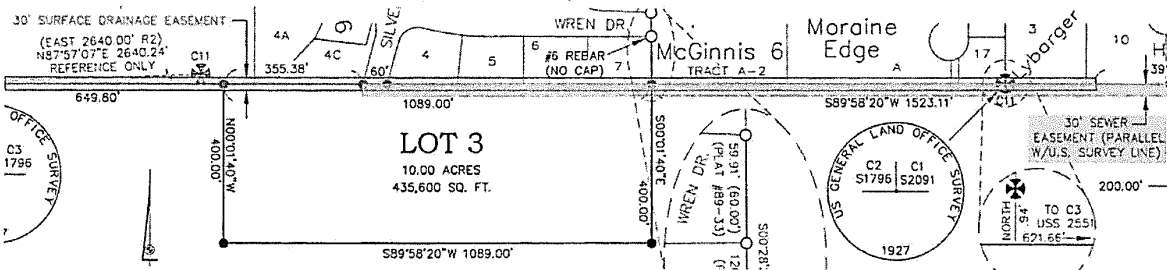 30' SURFACE DRAINAGE EASEMENT
(EAST 2640.00' R2)
N87°57'07"E 2640.24'
REFERENCE ONLY
C11
4A
4C
9
SILVE
355.38'
60'
4
5
6
7
WREN DR.
#6 REBAR
(NO CAP)
McGinnis 6
TRACT A-2
Moraine
Edge
A
17
3
Lybarger
10
H
39'
649.80'
1089.00'
S89°58'20"W 1523.11'
C11
OFFICE SURVEY
C3
1796
N00°01'40"W
400.00'
LOT 3
10.00 ACRES
435,600 SQ. FT.
S00°01'40"E
400.00'
S89°58'20"W 1089.00'
WREN DR.
59.91' (60.00')
(PLAT #89-33)
S00°28'
120
(F
US GENERAL LAND OFFICE SURVEY
C2 C1
S1796 S2091
1927
30' SEWER
EASEMENT (PARALLEL
W/U.S. SURVEY LINE)
200.00'
NORTH
.94'
TO C3
USS 2551
621.66'